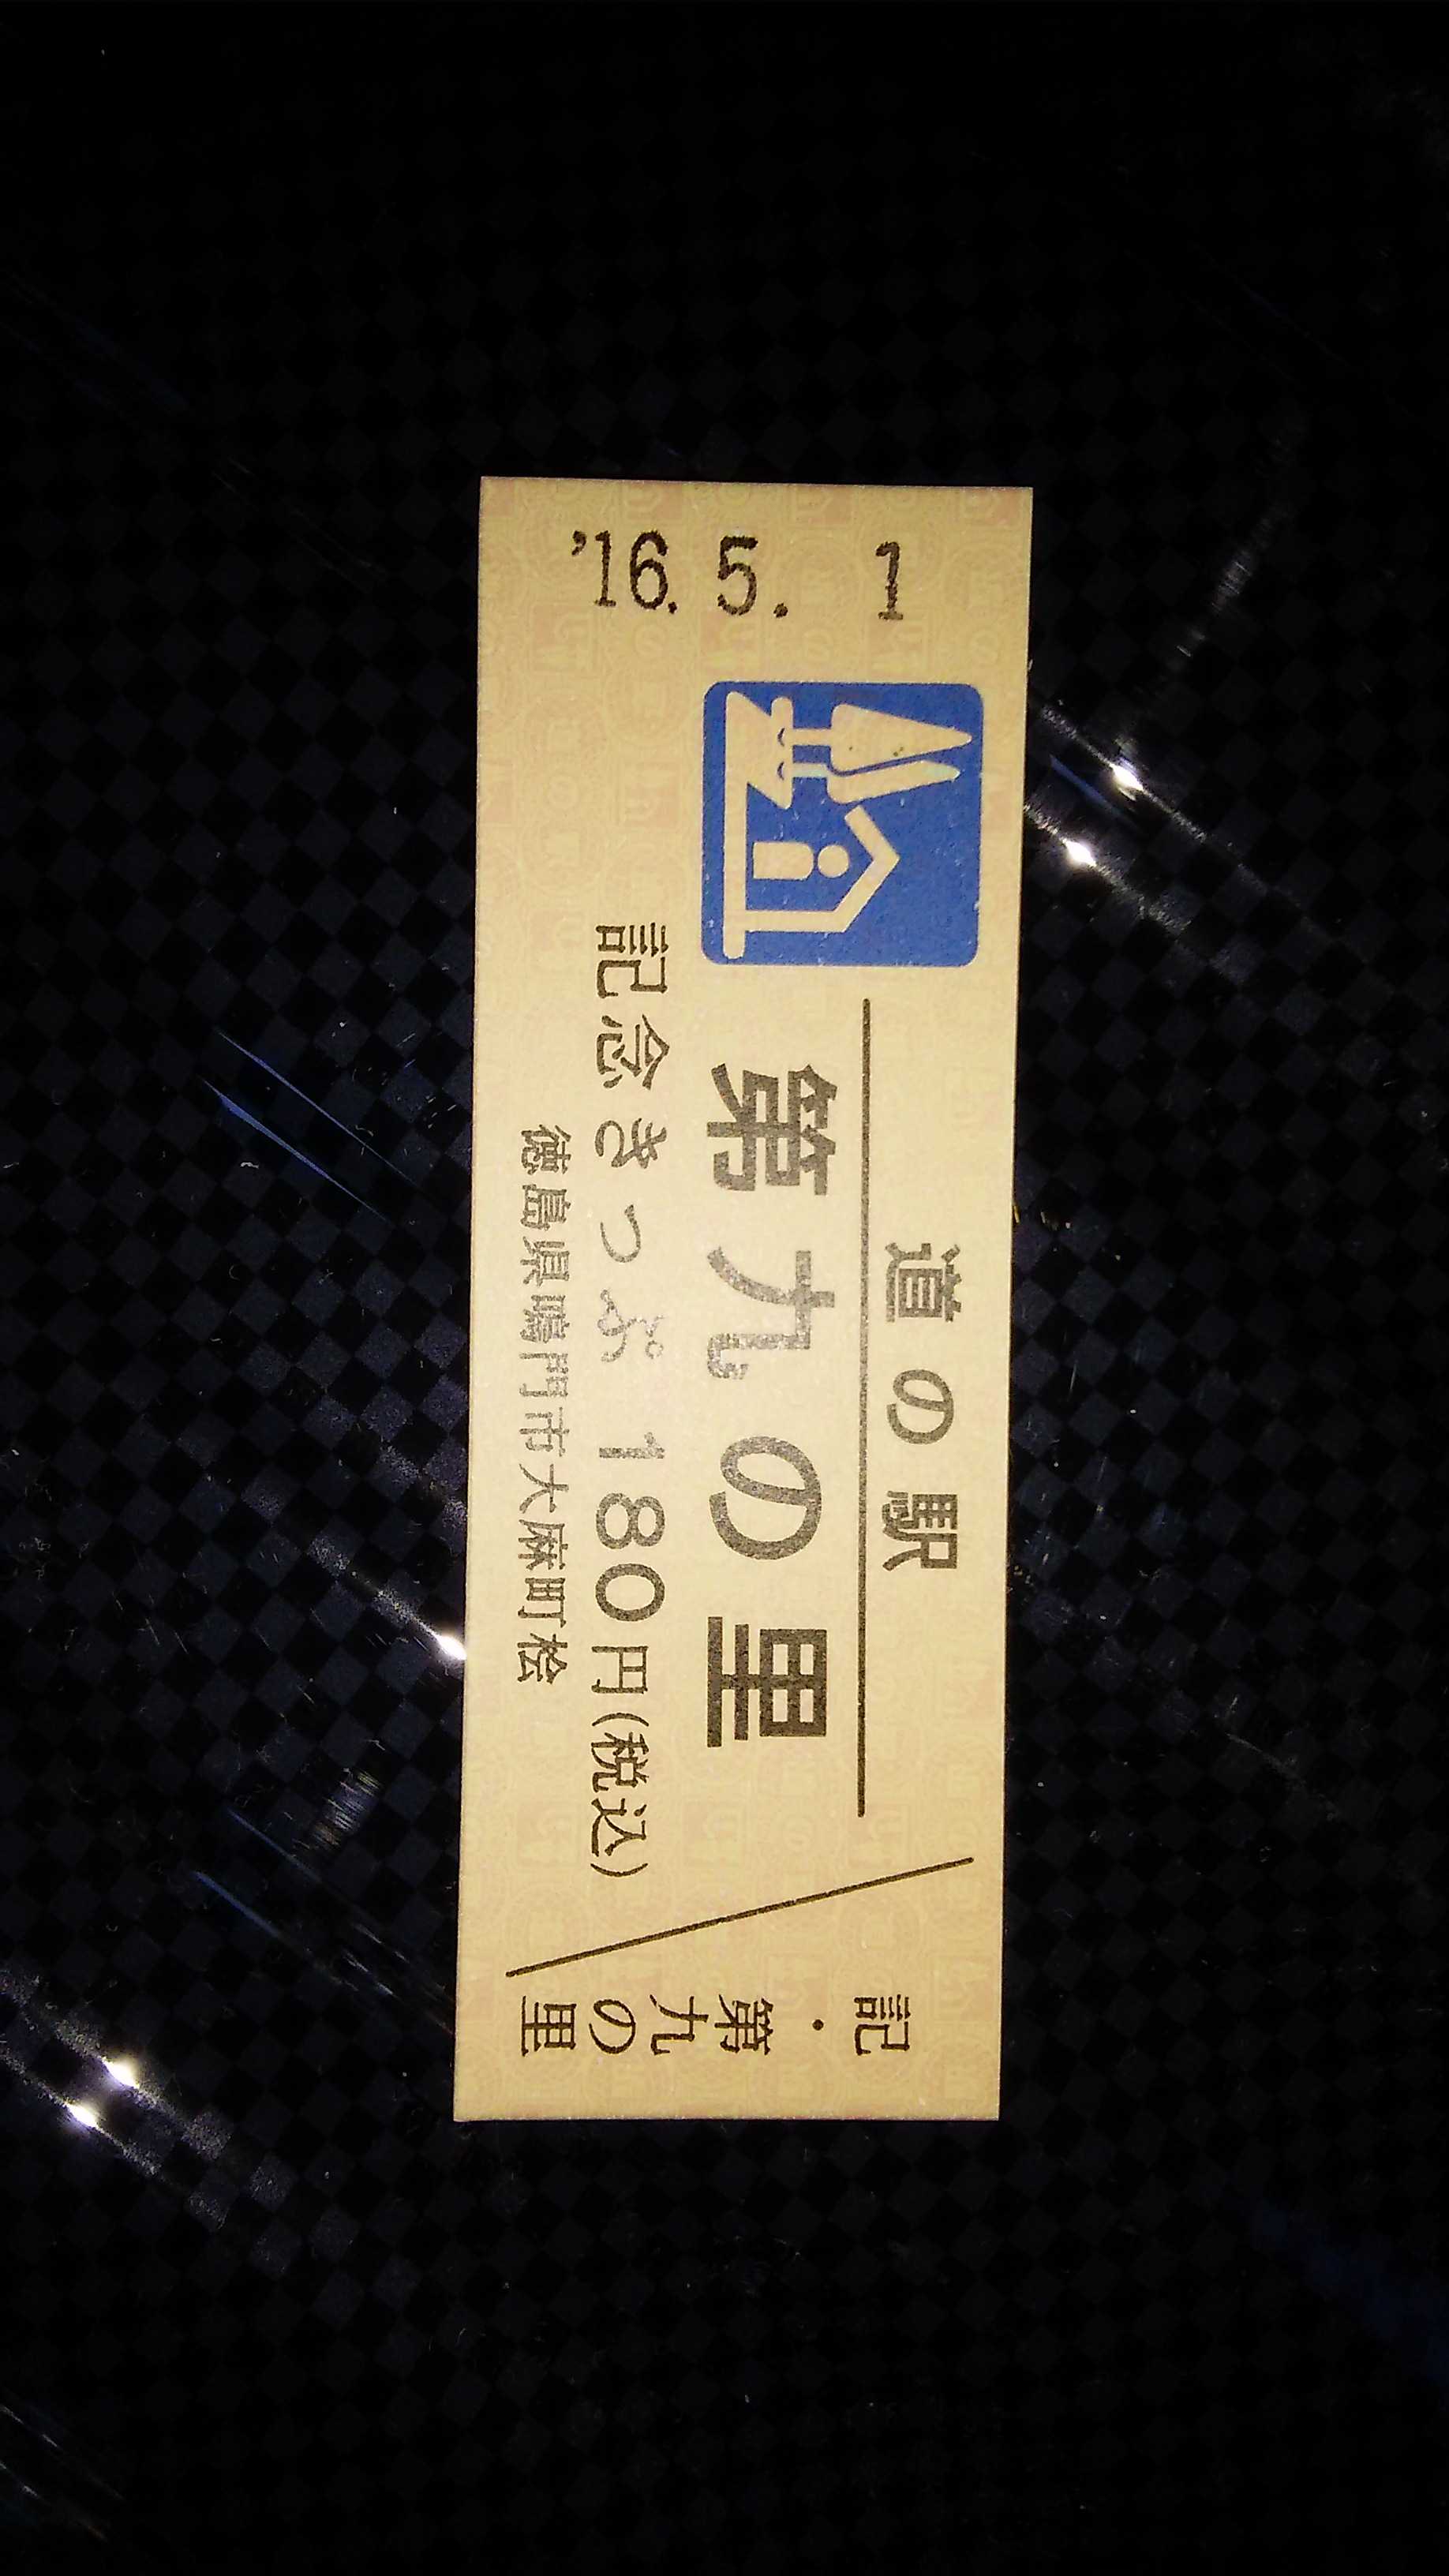 '16. 5. 1
道の駅
第九の里
記念きっぷ 180円(税込)
徳島県鳴門市大麻町桧
記・第九の里